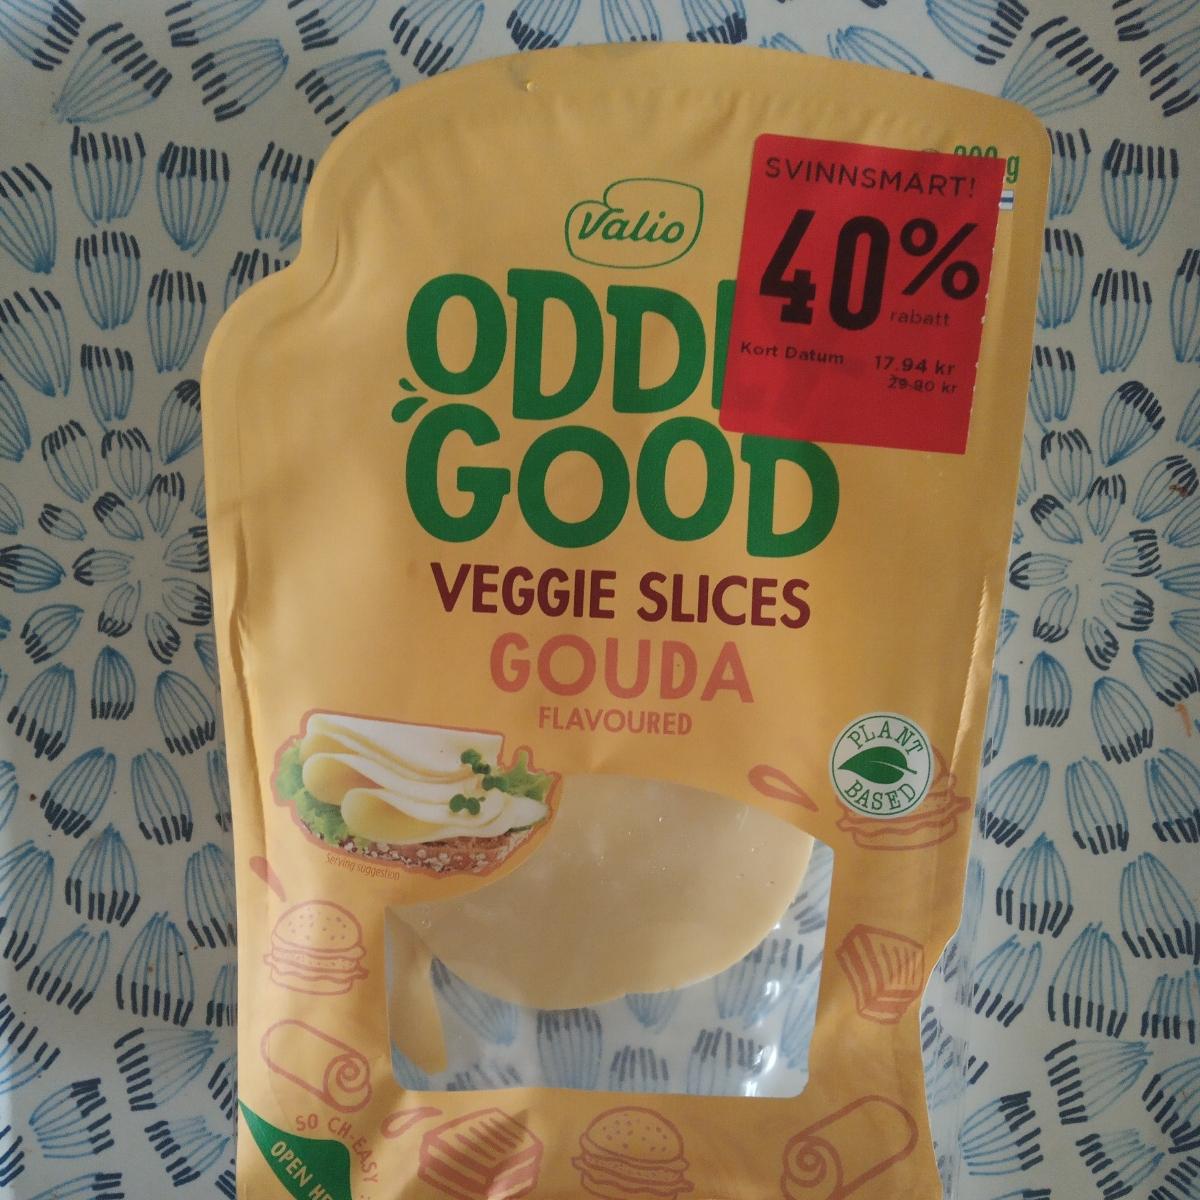 Valio
SVINNSMART!
40%
rabatt
Kort Datum 17.94 kr
29.90 kr
g
GOOD
VEGGIE SLICES
GOUDA
FLAVOURED
PLANT
BASED
Serving suggestion
SO CH-EASY
OPEN